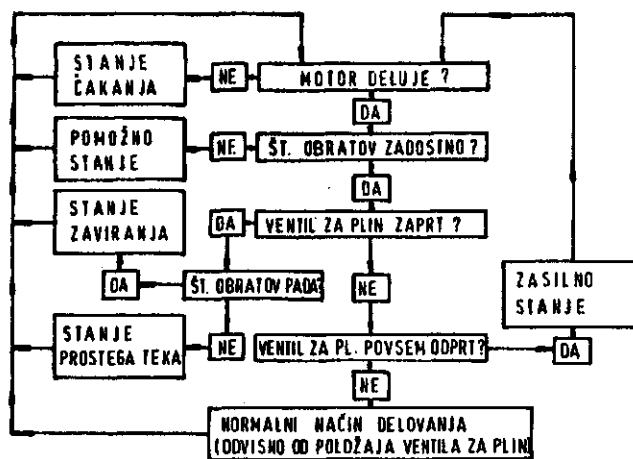 STANJE
ČAKANJA
NE
MOTOR DELUJE ?
DA
POMOŽNO
STANJE
NE
ŠT. OBRATOV ZADOSTNO ?
DA
STANJE
ZAVIRANJA
DA
VENTIL ZA PLIN ZAPRT ?
DA
ŠT. OBRATOV PADA?
NE
ZASILNO
STANJE
STANJE
PROSTEGA TEKA
NE
VENTIL ZA PL. POVSEM ODPRT?
DA
NE
NORMALNI NAČIN DELOVANJA
(ODVISNO OD POLDŽAJA VENTILA ZA PLIN)